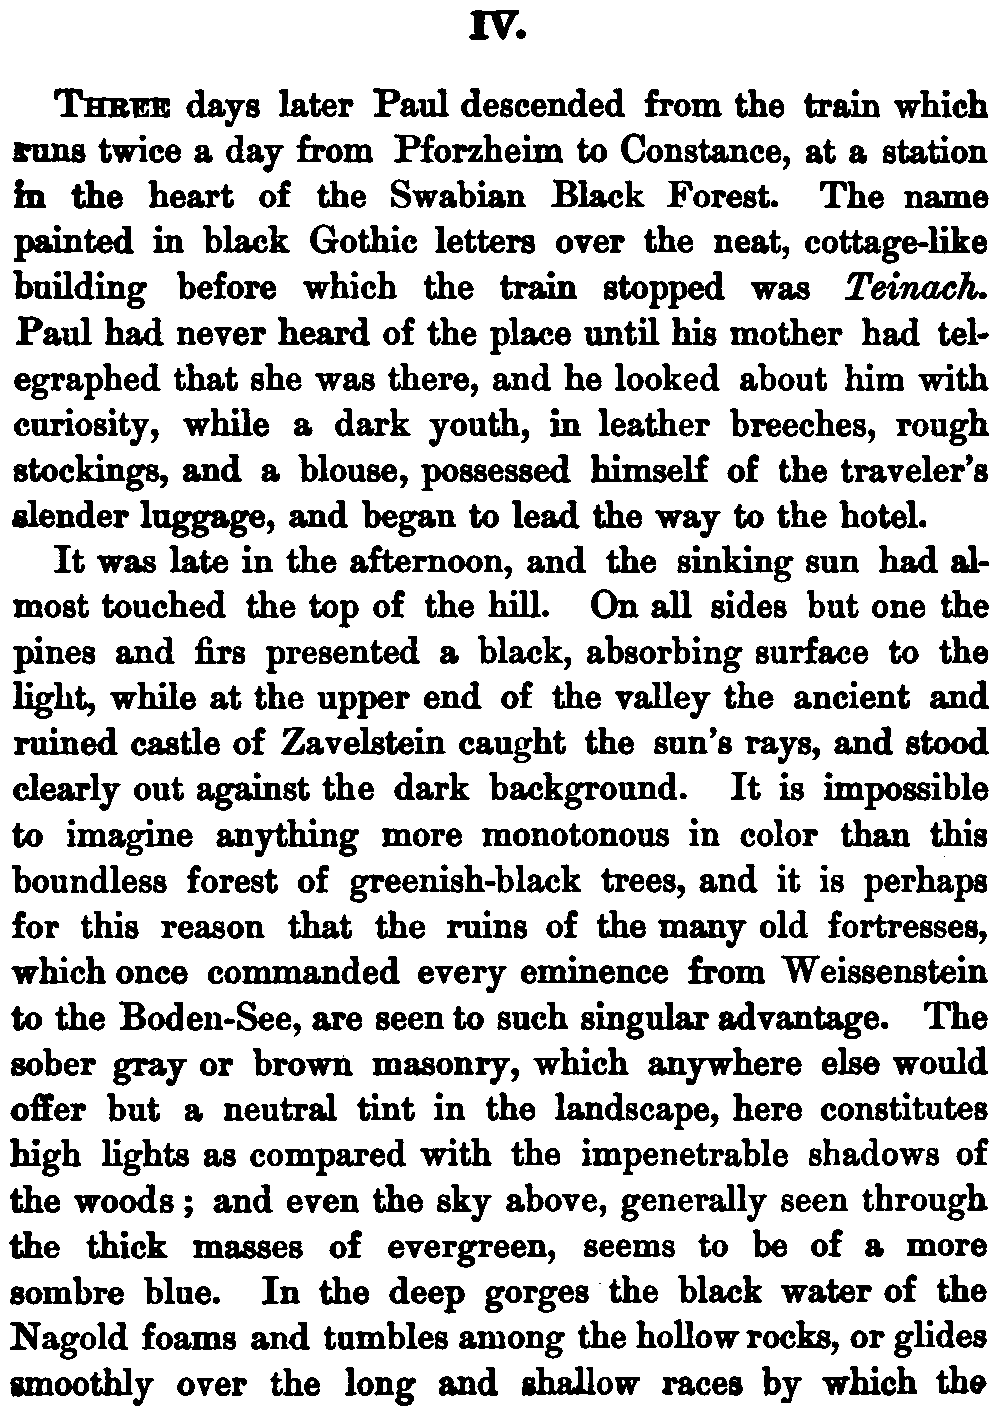 IV.
THREE days later Paul descended from the train which
runs twice a day from Pforzheim to Constance, at a station
in the heart of the Swabian Black Forest. The name
painted in black Gothic letters over the neat, cottage-like
building before which the train stopped was Teinach.
Paul had never heard of the place until his mother had tel-
egraphed that she was there, and he looked about him with
curiosity, while a dark youth, in leather breeches, rough
stockings, and a blouse, possessed himself of the traveler's
slender luggage, and began to lead the way to the hotel.
It was late in the afternoon, and the sinking sun had al-
most touched the top of the hill. On all sides but one the
pines and firs presented a black, absorbing surface to the
light, while at the upper end of the valley the ancient and
ruined castle of Zavelstein caught the sun's rays, and stood
clearly out against the dark background. It is impossible
to imagine anything more monotonous in color than this
boundless forest of greenish-black trees, and it is perhaps
for this reason that the ruins of the many old fortresses,
which once commanded every eminence from Weissenstein
to the Boden-See, are seen to such singular advantage. The
sober gray or brown masonry, which anywhere else would
offer but a neutral tint in the landscape, here constitutes
high lights as compared with the impenetrable shadows of
the woods; and even the sky above, generally seen through
the thick masses of evergreen, seems to be of a more
sombre blue. In the deep gorges the black water of the
Nagold foams and tumbles among the hollow rocks, or glides
smoothly over the long and shallow races by which the